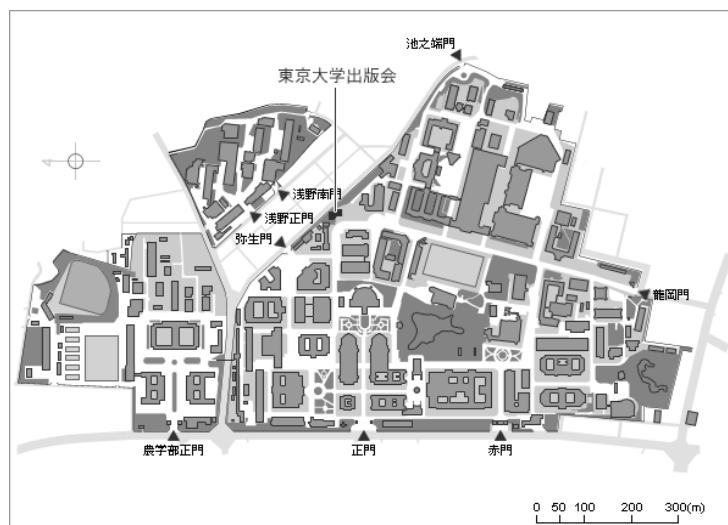 池之端門
東京大学出版会
浅野南門
浅野正門
弥生門
龍岡門
農学部正門
正門
赤門
0 50 100 200 300(m)